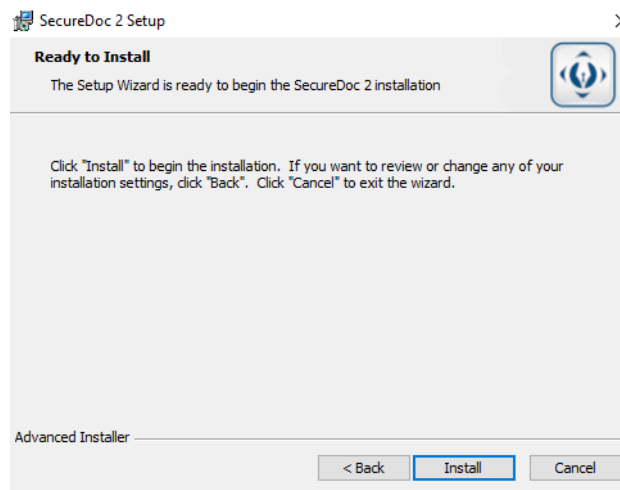 SecureDoc 2 Setup
Ready to Install
The Setup Wizard is ready to begin the SecureDoc 2 installation
Click "Install" to begin the installation. If you want to review or change any of your
installation settings, click "Back". Click "Cancel" to exit the wizard.
Advanced Installer
< Back Install Cancel